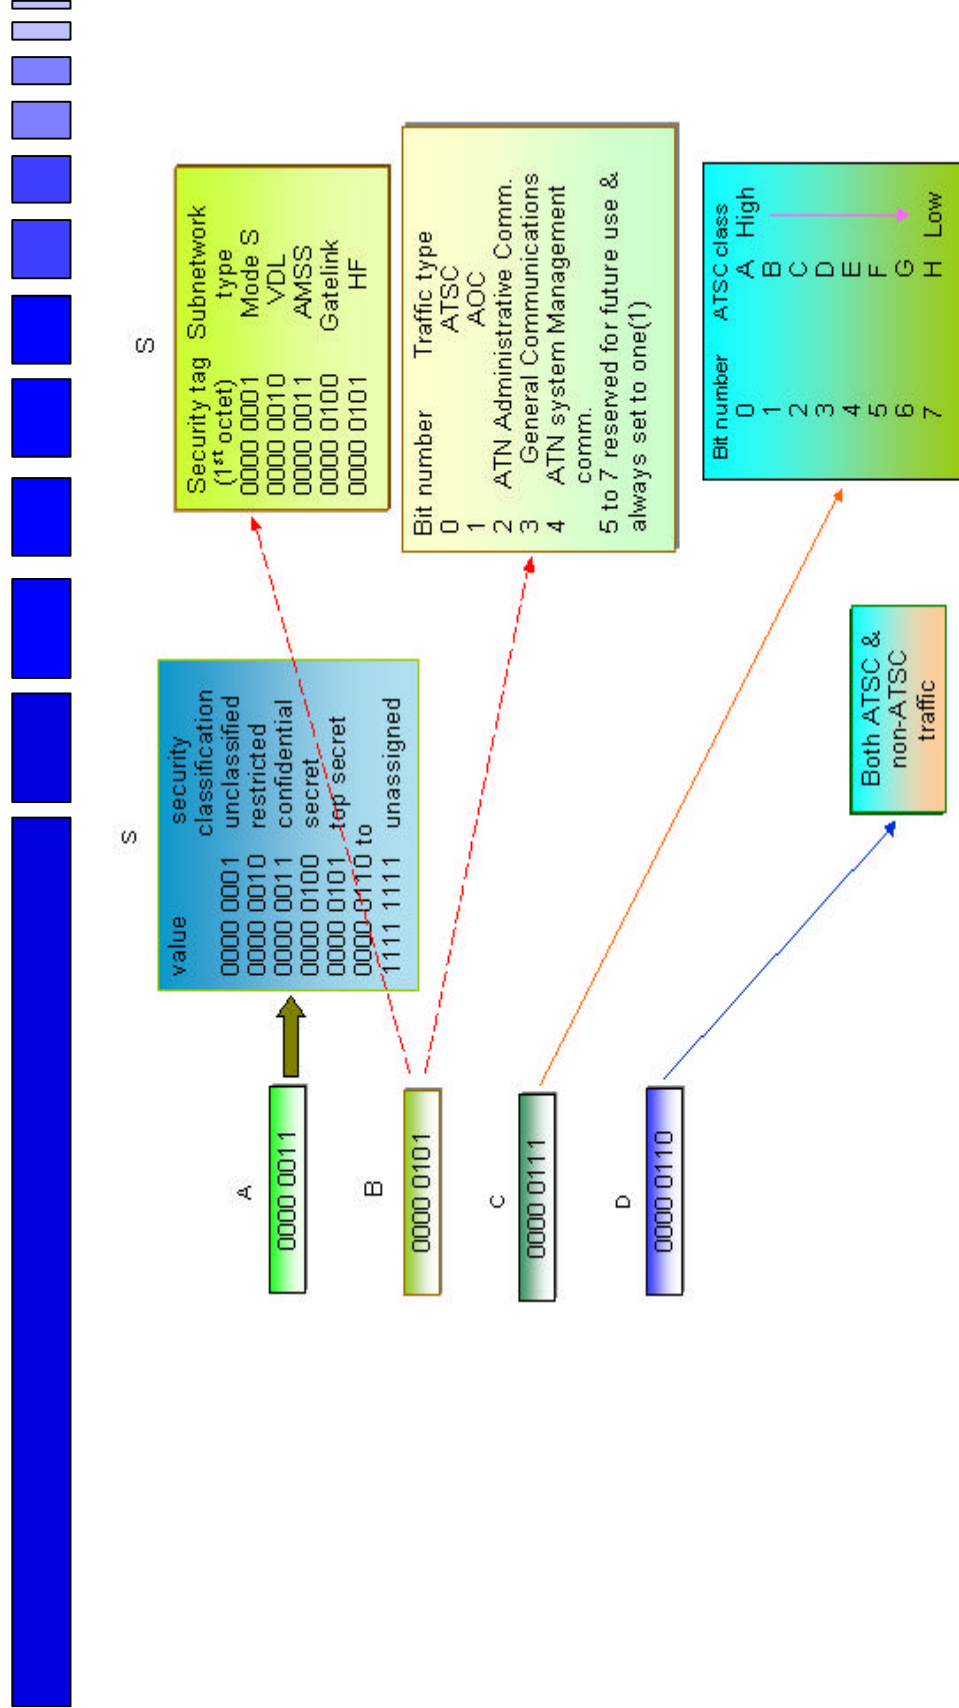 S
S
A
0000 0011
value security
classification
0000 0001 unclassified
0000 0010 restricted
0000 0011 confidential
0000 0100 secret
0000 0101 top secret
0000 0110 to
1111 1111 unassigned
Security tag Subnetwork
(1st octet) type
0000 0001 Mode S
0000 0010 VDL
0000 0011 AMSS
0000 0100 Gatelink
0000 0101 HF
B
0000 0101
Bit number Traffic type
0 ATSC
1 AOC
2 ATN Administrative Comm.
3 General Communications
4 ATN system Management
comm.
5 to 7 reserved for future use &
always set to one(1)
C
0000 0111
Bit number ATSC class
0 A High
1 B
2 C
3 D
4 E
5 F
6 G
7 H Low
D
0000 0110
Both ATSC &
non-ATSC
traffic